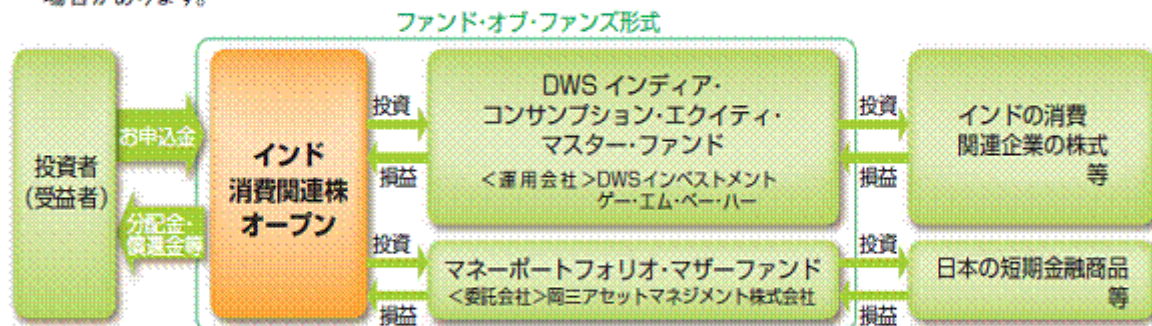 場合があります。
ファンド・オブ・ファンズ形式
投資者
(受益者)
お申込金
分配金・
償還金等
インド
消費関連株
オープン
投資
損益
DWS インディア・
コンサンプション・エクイティ・
マスター・ファンド
<運用会社>DWSインベストメント
ゲー・エム・ベー・ハー
投資
損益
インドの消費
関連企業の株式
等
投資
損益
マネーポートフォリオ・マザーファンド
<委託会社>岡三アセットマネジメント株式会社
投資
損益
日本の短期金融商品
等